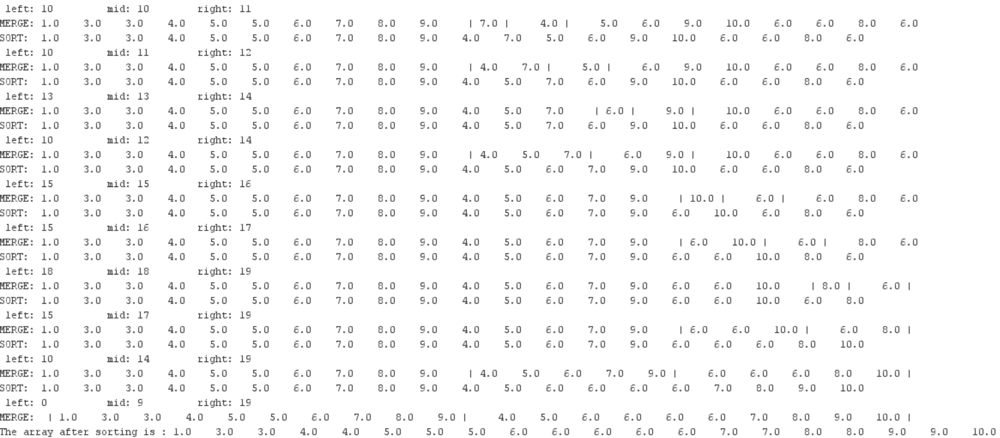 left: 10 mid: 10 right: 11
MERGE: 1.0 3.0 3.0 4.0 5.0 5.0 6.0 7.0 8.0 9.0 | 7.0 | 4.0 | 5.0 6.0 9.0 10.0 6.0 6.0 8.0 6.0
SORT: 1.0 3.0 3.0 4.0 5.0 5.0 6.0 7.0 8.0 9.0 4.0 7.0 5.0 6.0 9.0 10.0 6.0 6.0 8.0 6.0
left: 10 mid: 11 right: 12
MERGE: 1.0 3.0 3.0 4.0 5.0 5.0 6.0 7.0 8.0 9.0 | 4.0 7.0 | 5.0 | 6.0 9.0 10.0 6.0 6.0 8.0 6.0
SORT: 1.0 3.0 3.0 4.0 5.0 5.0 6.0 7.0 8.0 9.0 4.0 5.0 7.0 6.0 9.0 10.0 6.0 6.0 8.0 6.0
left: 13 mid: 13 right: 14
MERGE: 1.0 3.0 3.0 4.0 5.0 5.0 6.0 7.0 8.0 9.0 4.0 5.0 7.0 | 6.0 | 9.0 | 10.0 6.0 6.0 8.0 6.0
SORT: 1.0 3.0 3.0 4.0 5.0 5.0 6.0 7.0 8.0 9.0 4.0 5.0 7.0 6.0 9.0 10.0 6.0 6.0 8.0 6.0
left: 10 mid: 12 right: 14
MERGE: 1.0 3.0 3.0 4.0 5.0 5.0 6.0 7.0 8.0 9.0 | 4.0 5.0 7.0 | 6.0 9.0 | 10.0 6.0 6.0 8.0 6.0
SORT: 1.0 3.0 3.0 4.0 5.0 5.0 6.0 7.0 8.0 9.0 4.0 5.0 6.0 7.0 9.0 10.0 6.0 6.0 8.0 6.0
left: 15 mid: 15 right: 16
MERGE: 1.0 3.0 3.0 4.0 5.0 5.0 6.0 7.0 8.0 9.0 4.0 5.0 6.0 7.0 9.0 | 10.0 | 6.0 | 6.0 8.0 6.0
SORT: 1.0 3.0 3.0 4.0 5.0 5.0 6.0 7.0 8.0 9.0 4.0 5.0 6.0 7.0 9.0 6.0 10.0 6.0 8.0 6.0
left: 15 mid: 16 right: 17
MERGE: 1.0 3.0 3.0 4.0 5.0 5.0 6.0 7.0 8.0 9.0 4.0 5.0 6.0 7.0 9.0 | 6.0 10.0 | 6.0 | 8.0 6.0
SORT: 1.0 3.0 3.0 4.0 5.0 5.0 6.0 7.0 8.0 9.0 4.0 5.0 6.0 7.0 9.0 6.0 6.0 10.0 8.0 6.0
left: 18 mid: 18 right: 19
MERGE: 1.0 3.0 3.0 4.0 5.0 5.0 6.0 7.0 8.0 9.0 4.0 5.0 6.0 7.0 9.0 6.0 6.0 10.0 | 8.0 | 6.0 |
SORT: 1.0 3.0 3.0 4.0 5.0 5.0 6.0 7.0 8.0 9.0 4.0 5.0 6.0 7.0 9.0 6.0 6.0 10.0 6.0 8.0
left: 15 mid: 17 right: 19
MERGE: 1.0 3.0 3.0 4.0 5.0 5.0 6.0 7.0 8.0 9.0 4.0 5.0 6.0 7.0 9.0 | 6.0 6.0 10.0 | 6.0 8.0 |
SORT: 1.0 3.0 3.0 4.0 5.0 5.0 6.0 7.0 8.0 9.0 4.0 5.0 6.0 7.0 9.0 6.0 6.0 6.0 8.0 10.0
left: 10 mid: 14 right: 19
MERGE: 1.0 3.0 3.0 4.0 5.0 5.0 6.0 7.0 8.0 9.0 | 4.0 5.0 6.0 7.0 9.0 | 6.0 6.0 6.0 8.0 10.0 |
SORT: 1.0 3.0 3.0 4.0 5.0 5.0 6.0 7.0 8.0 9.0 4.0 5.0 6.0 6.0 6.0 6.0 7.0 8.0 9.0 10.0
left: 0 mid: 9 right: 19
MERGE: | 1.0 3.0 3.0 4.0 5.0 5.0 6.0 7.0 8.0 9.0 | 4.0 5.0 6.0 6.0 6.0 6.0 7.0 8.0 9.0 10.0 |
The array after sorting is : 1.0 3.0 3.0 4.0 4.0 5.0 5.0 5.0 6.0 6.0 6.0 6.0 6.0 7.0 7.0 8.0 8.0 9.0 9.0 10.0